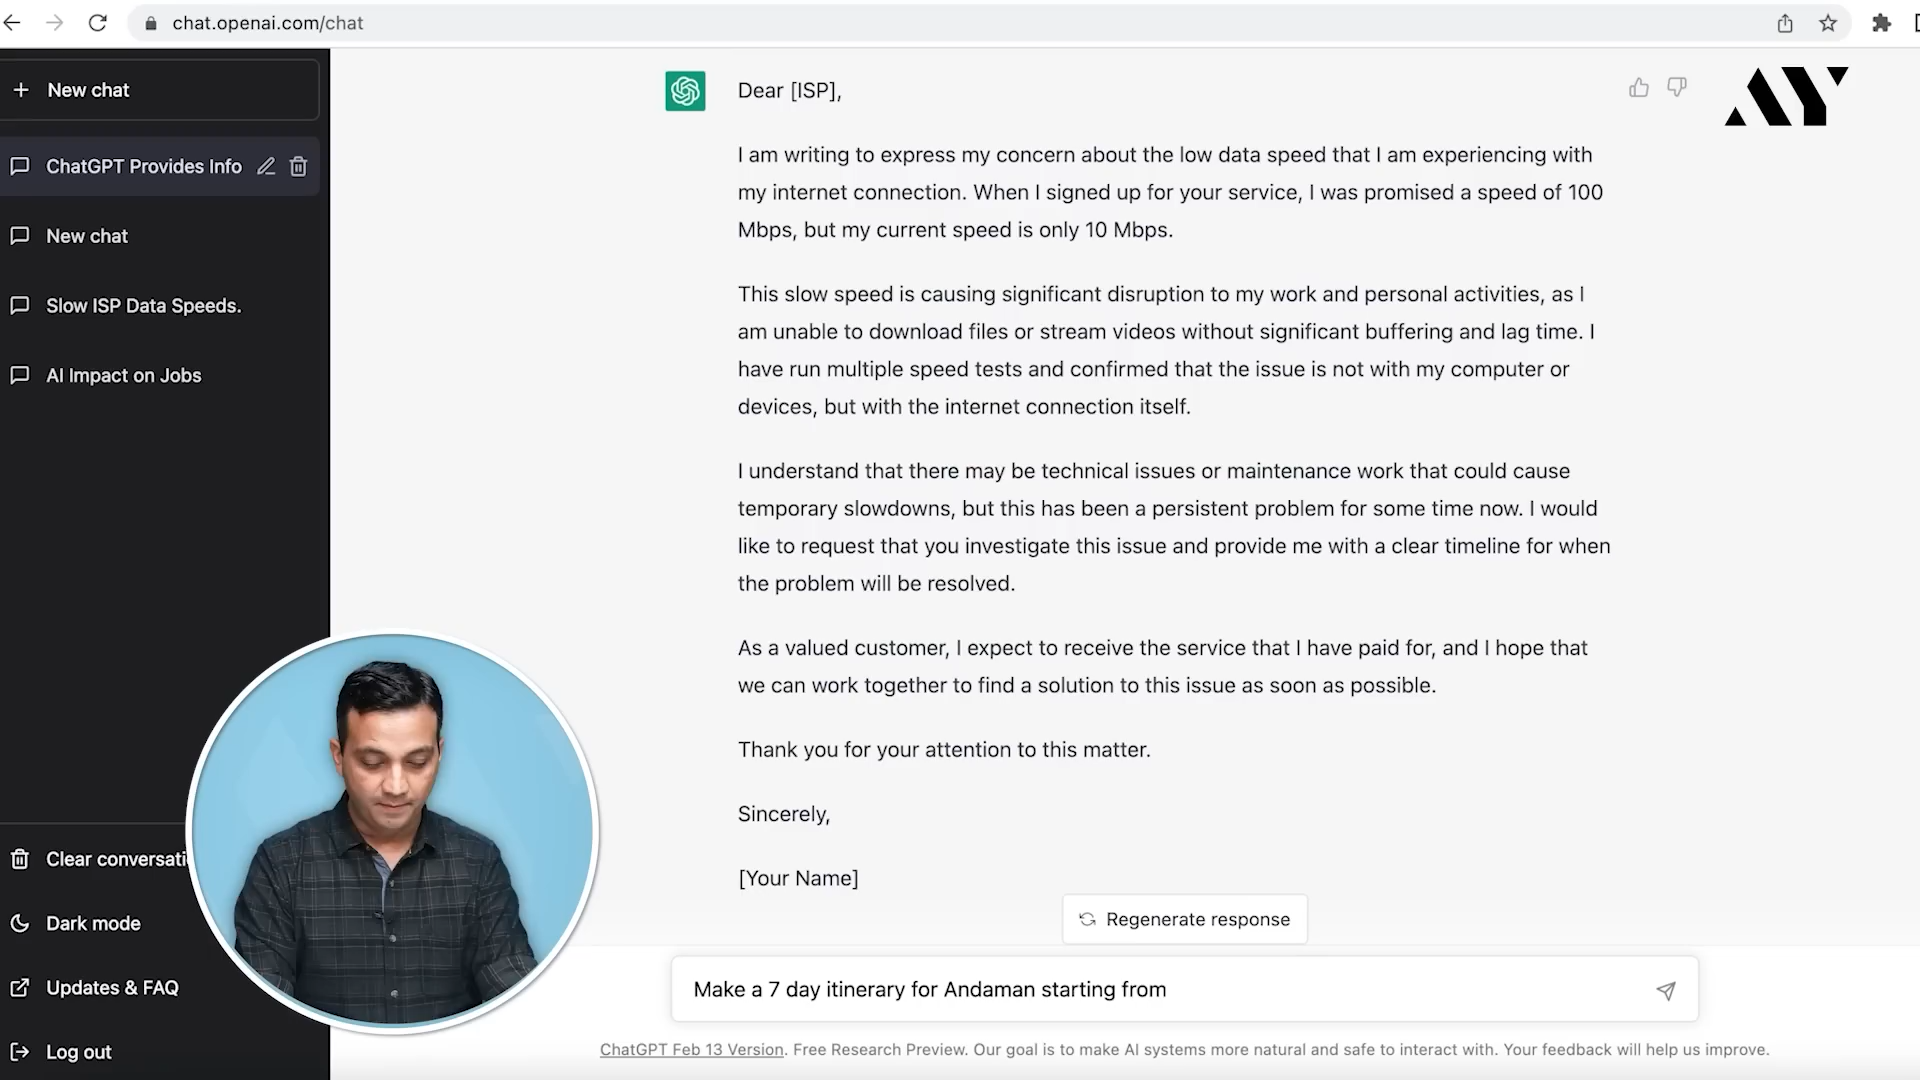 chat.openai.com/chat
New chat
ChatGPT Provides Info
New chat
Slow ISP Data Speeds.
AI Impact on Jobs
Clear conversati
Dark mode
Updates & FAQ
Log out
AY
Dear [ISP],
I am writing to express my concern about the low data speed that I am experiencing with
my internet connection. When I signed up for your service, I was promised a speed of 100
Mbps, but my current speed is only 10 Mbps.
This slow speed is causing significant disruption to my work and personal activities, as I
am unable to download files or stream videos without significant buffering and lag time. I
have run multiple speed tests and confirmed that the issue is not with my computer or
devices, but with the internet connection itself.
I understand that there may be technical issues or maintenance work that could cause
temporary slowdowns, but this has been a persistent problem for some time now. I would
like to request that you investigate this issue and provide me with a clear timeline for when
the problem will be resolved.
As a valued customer, I expect to receive the service that I have paid for, and I hope that
we can work together to find a solution to this issue as soon as possible.
Thank you for your attention to this matter.
Sincerely,
[Your Name]
Regenerate response
Make a 7 day itinerary for Andaman starting from
ChatGPT Feb 13 Version. Free Research Preview. Our goal is to make AI systems more natural and safe to interact with. Your feedback will help us improve.